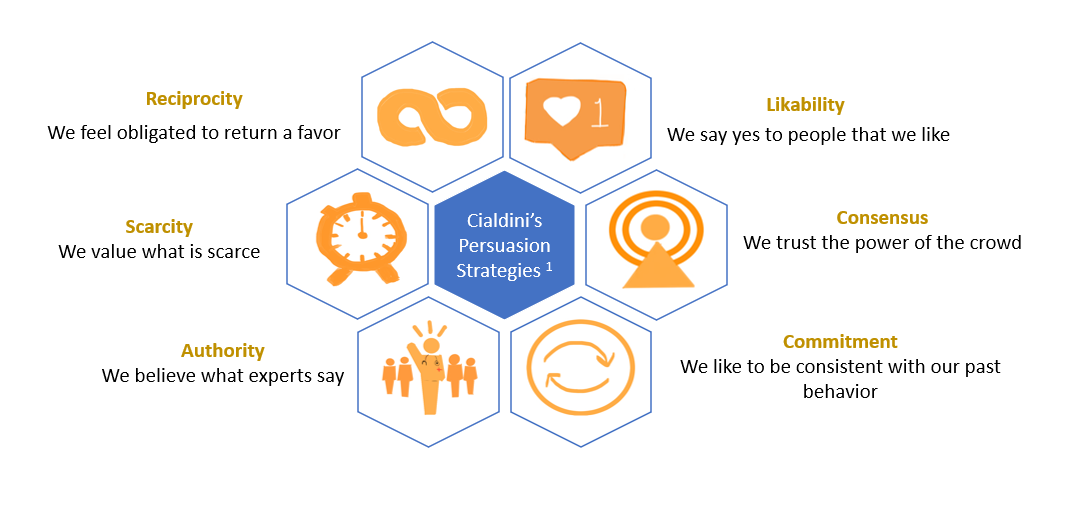 Reciprocity
We feel obligated to return a favor
1
Likability
We say yes to people that we like
Scarcity
We value what is scarce
Cialdini’s
Persuasion
Strategies 1
Consensus
We trust the power of the crowd
Authority
We believe what experts say
Commitment
We like to be consistent with our past
behavior